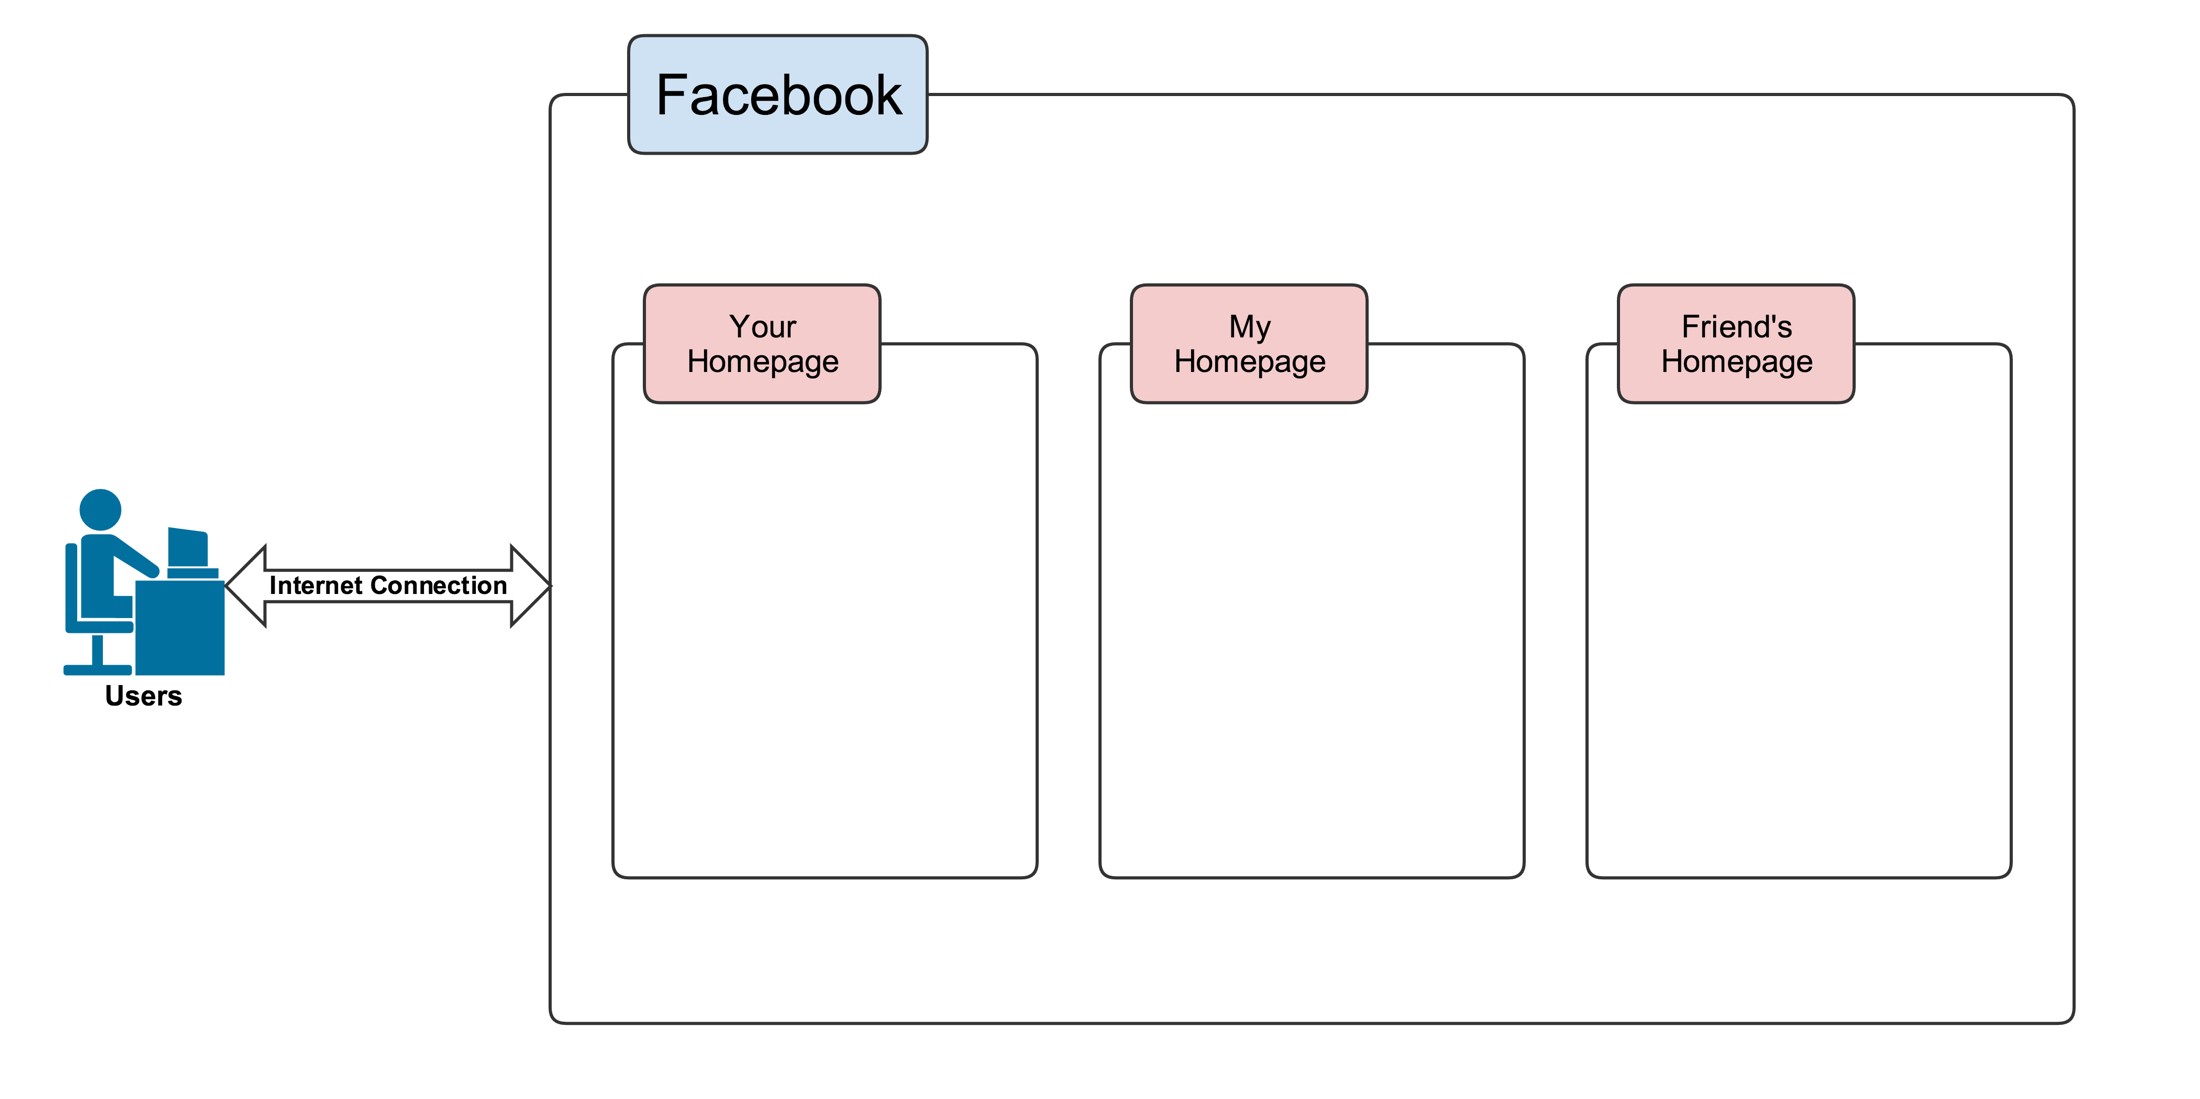 Facebook
Your
Homepage
My
Homepage
Friend's
Homepage
Internet Connection
Users